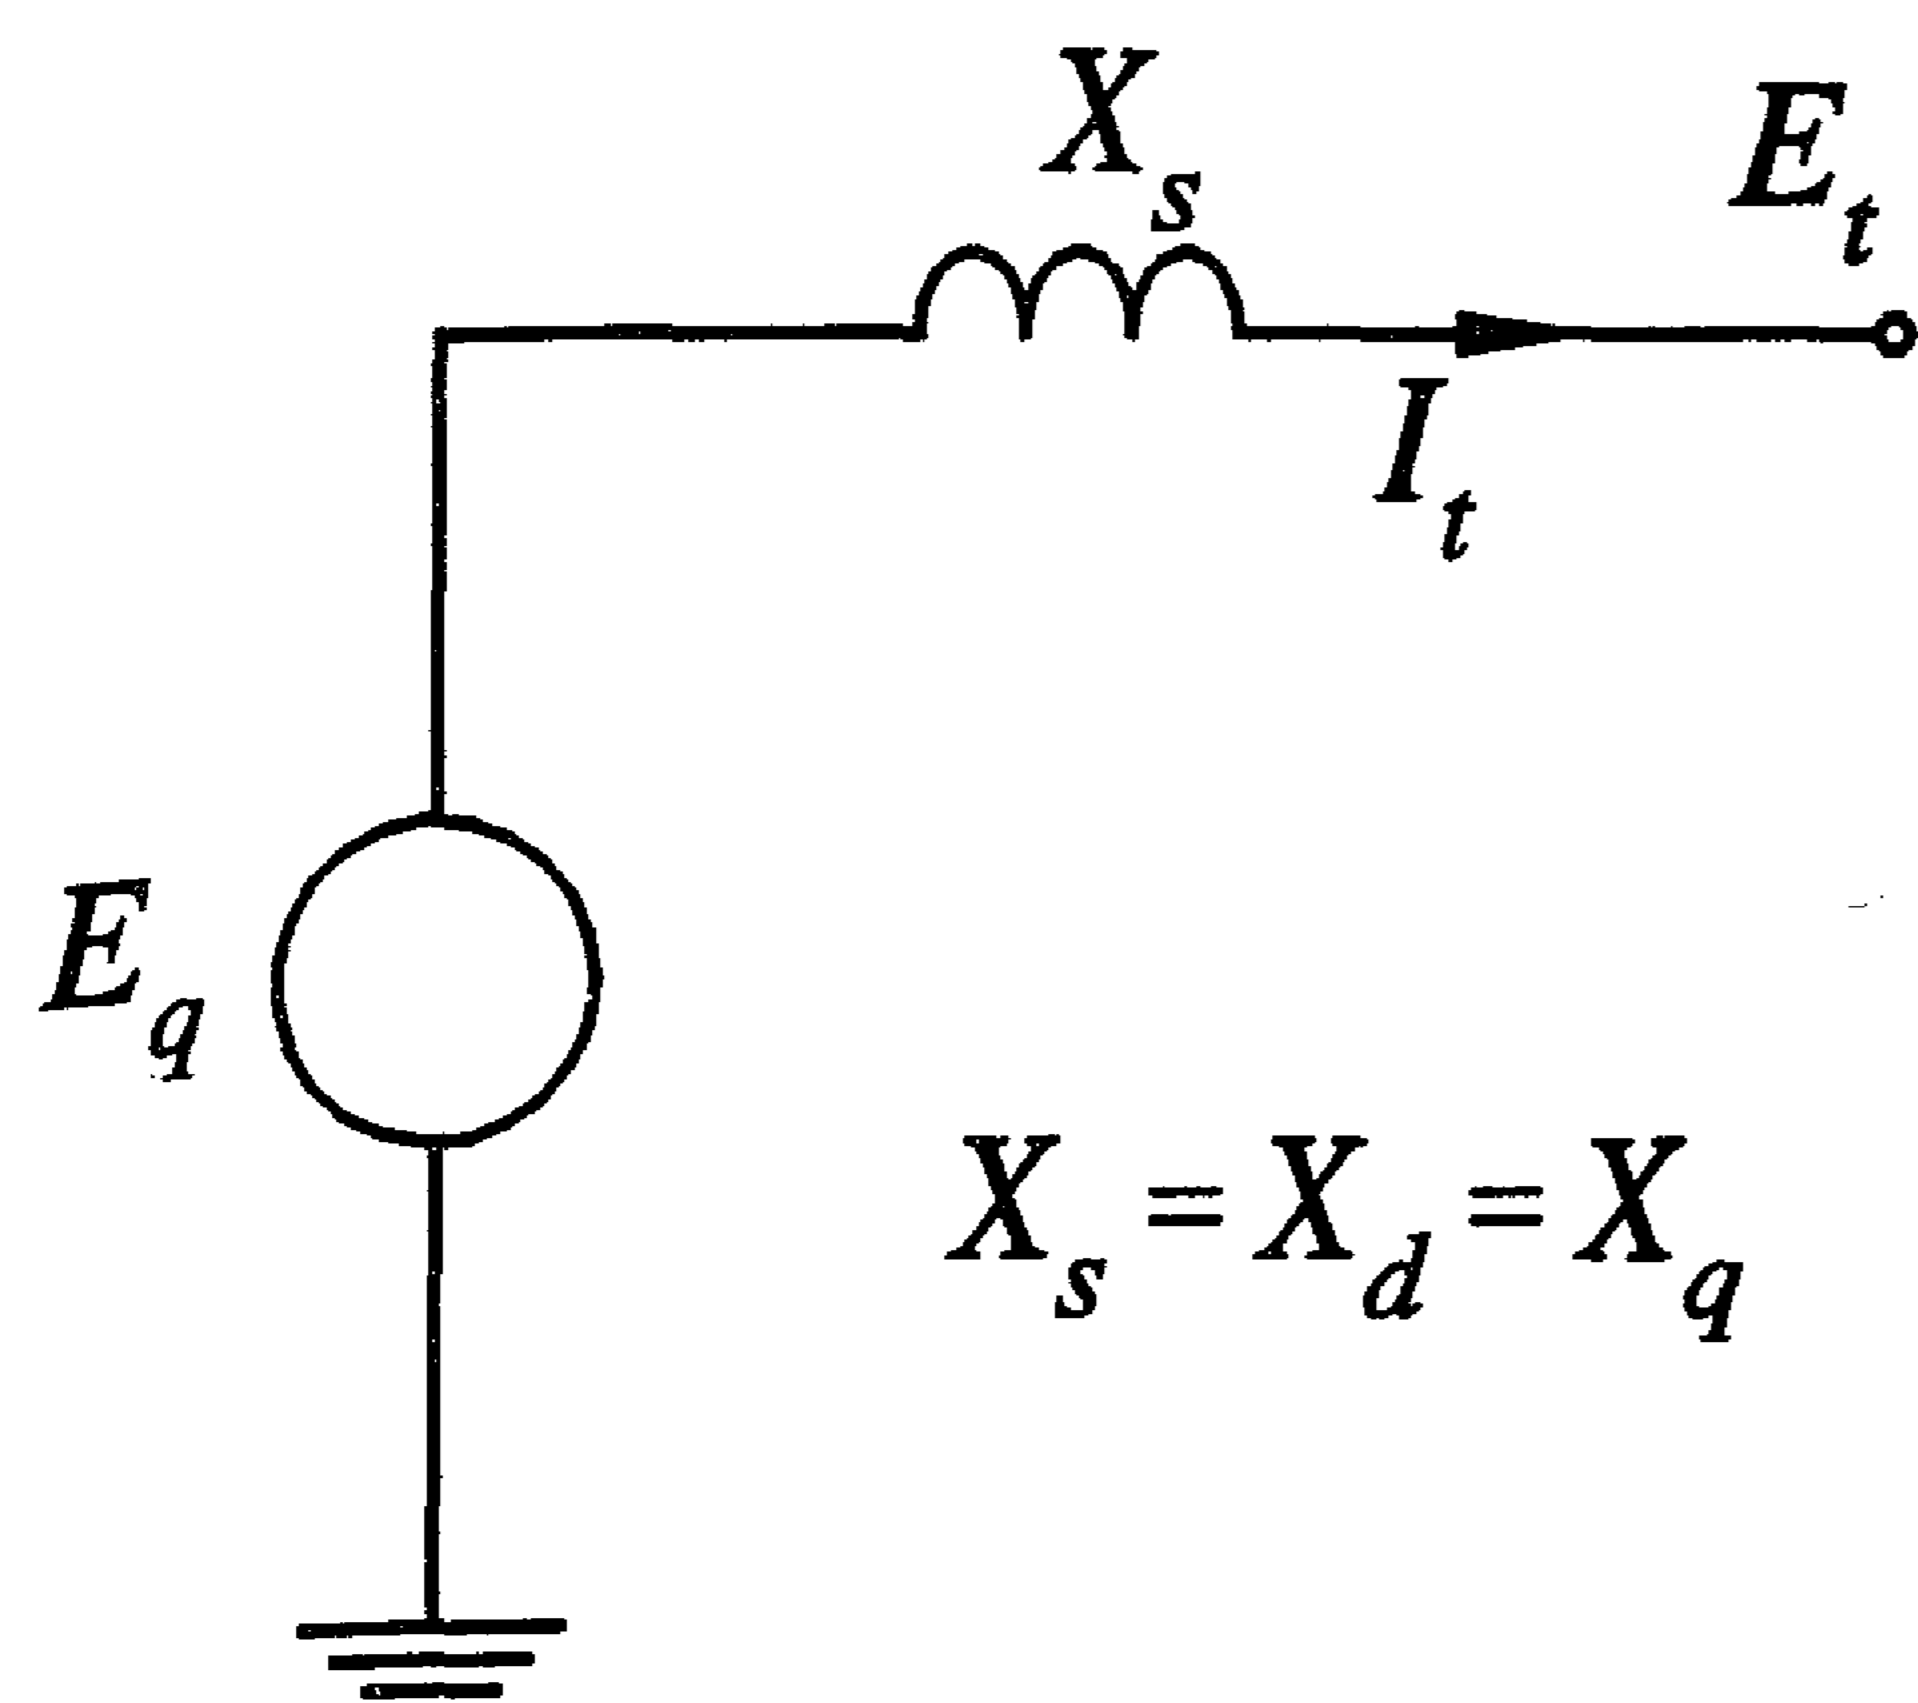 X_s
E_t
I_t
E_q
X_s = X_d = X_q